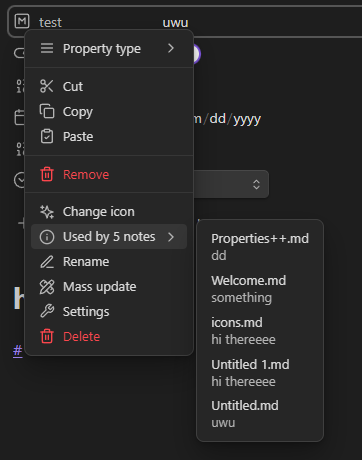 test uwu
Property type
Cut
Copy
m/dd/yyyy
Paste
Remove
Change icon
Used by 5 notes
Properties++.md
dd
Rename
Welcome.md
something
Mass update
Settings
icons.md
hi thereeee
Delete
Untitled 1.md
hi thereeee
Untitled.md
uwu
h
#